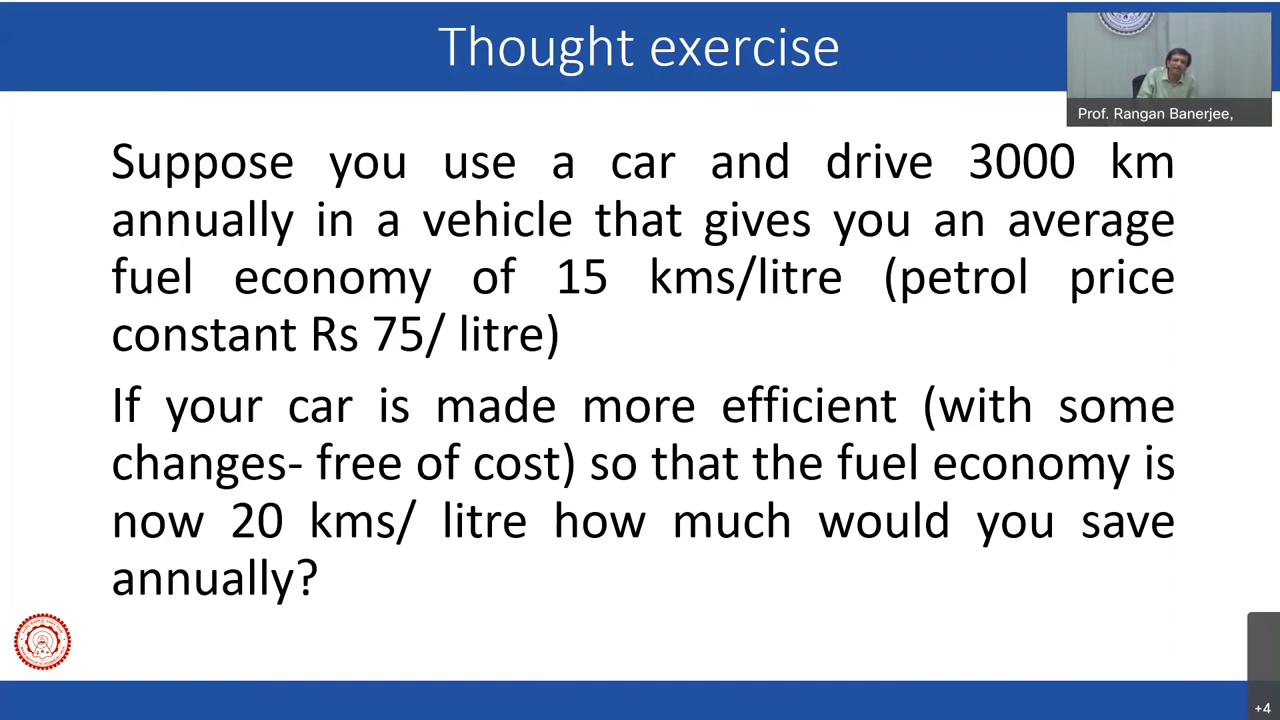 Thought exercise
Prof. Rangan Banerjee,
Suppose you use a car and drive 3000 km
annually in a vehicle that gives you an average
fuel economy of 15 kms/litre (petrol price
constant Rs 75/ litre)
If your car is made more efficient (with some
changes- free of cost) so that the fuel economy is
now 20 kms/ litre how much would you save
annually?
+4